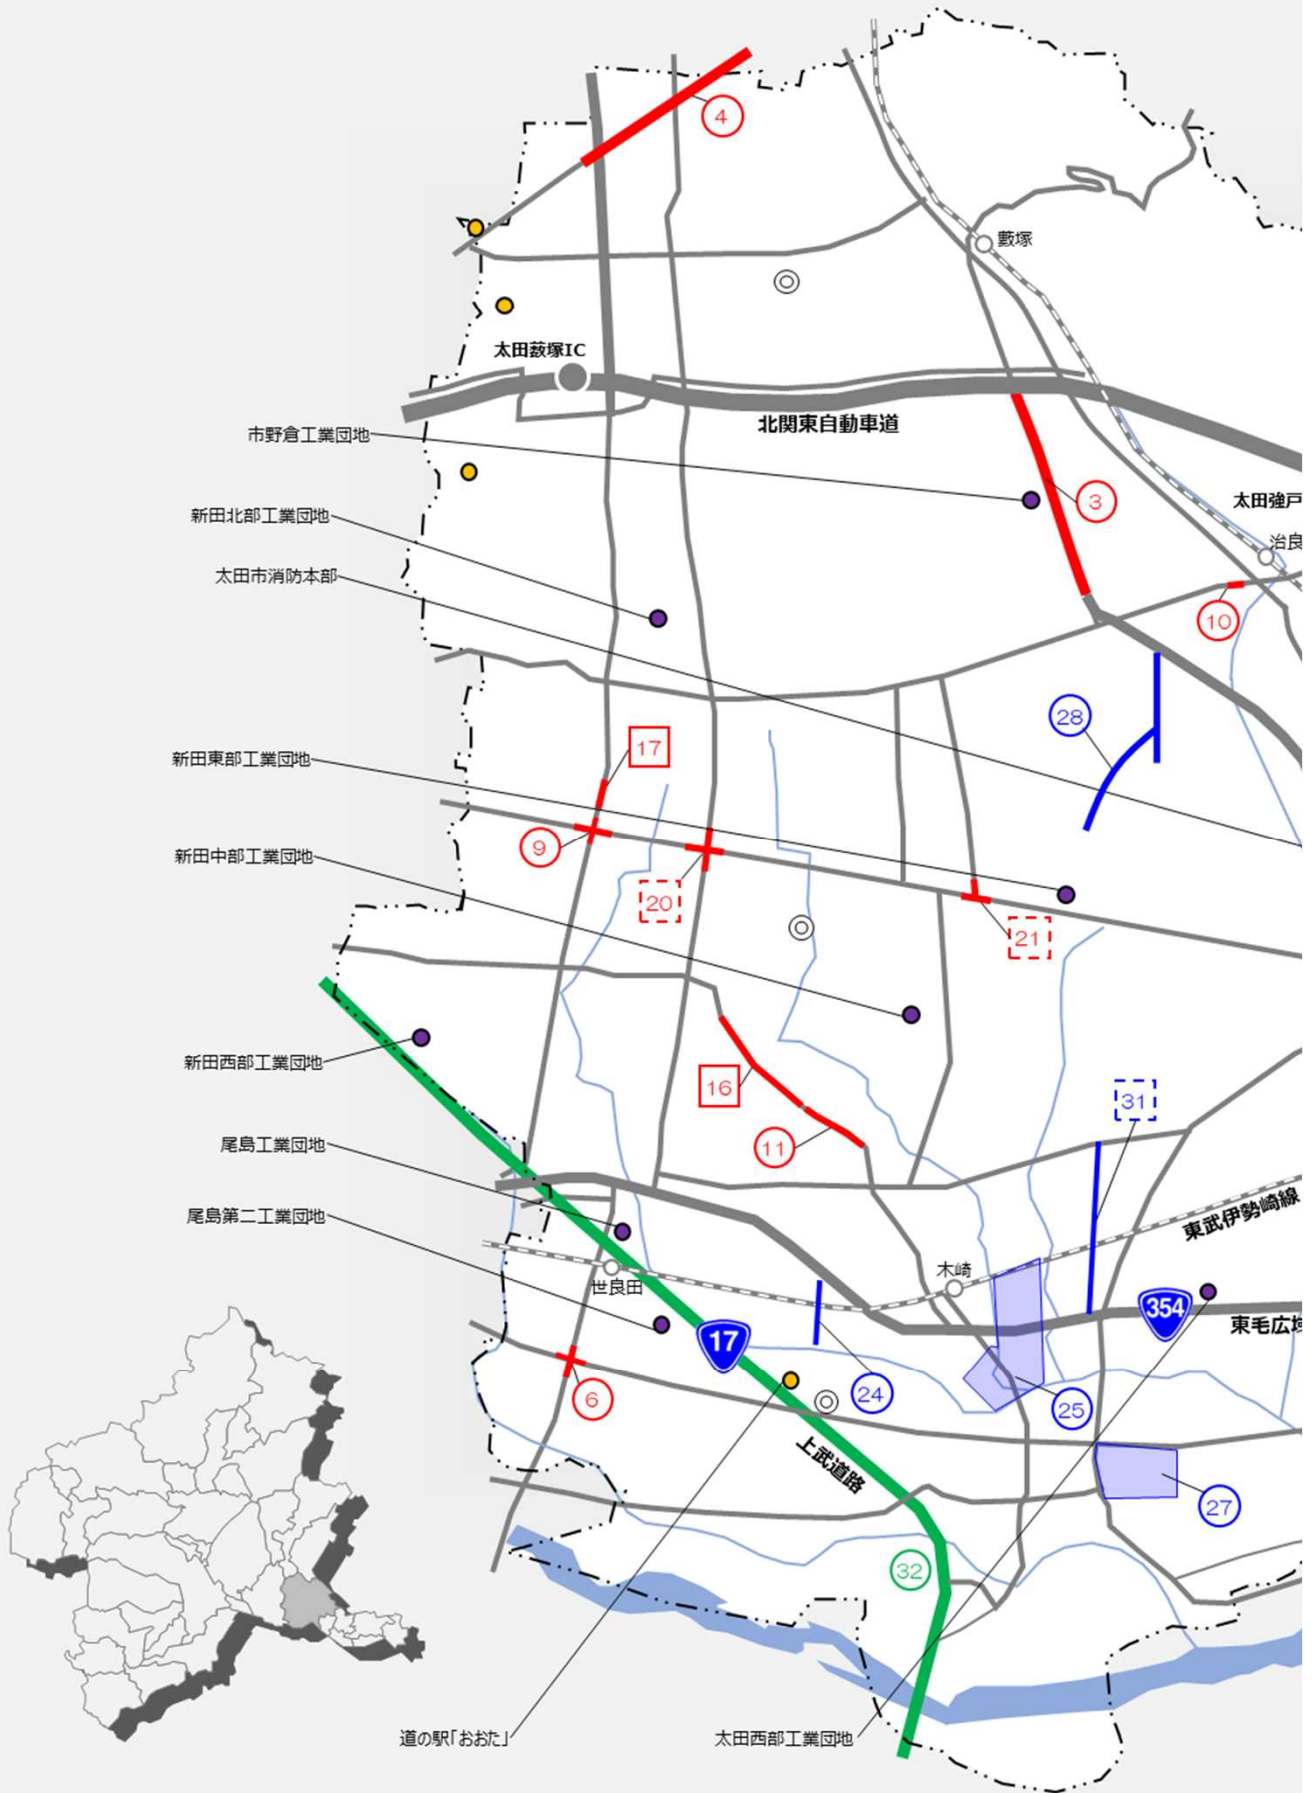 4
藪塚
太田藪塚IC
北関東自動車道
市野倉工業団地
3
太田強戸
新田北部工業団地
治良
太田市消防本部
10
28
17
新田東部工業団地
9
新田中部工業団地
20
21
新田西部工業団地
16
31
11
尾島工業団地
尾島第二工業団地
東武伊勢崎線
木崎
世良田
354
東毛広域
17
6
24
25
上武道路
27
32
道の駅「おおた」
太田西部工業団地